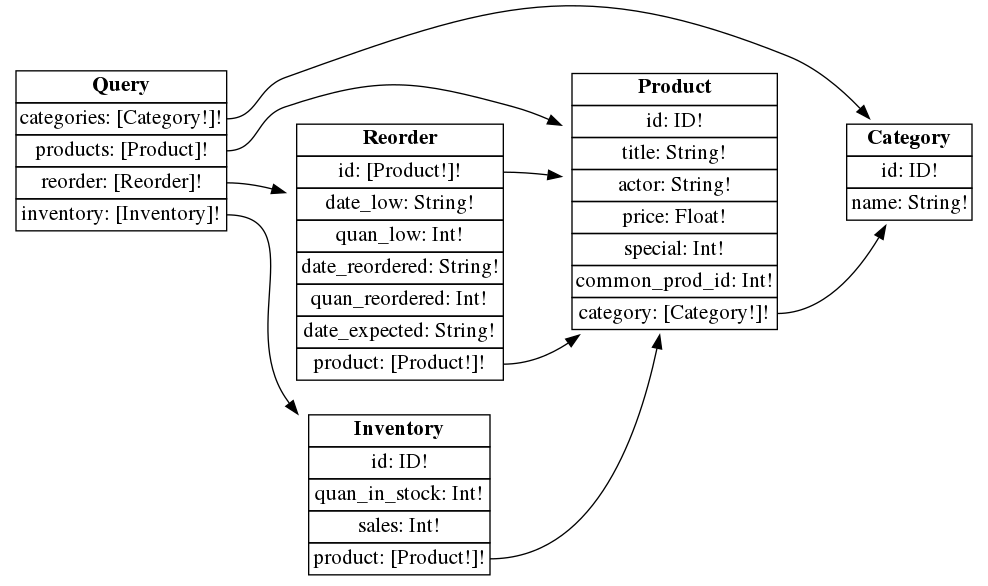 Query
categories: [Category!]!
products: [Product]!
reorder: [Reorder]!
inventory: [Inventory]!
Reorder
id: [Product!]!
date_low: String!
quan_low: Int!
date_reordered: String!
quan_reordered: Int!
date_expected: String!
product: [Product!]!
Inventory
id: ID!
quan_in_stock: Int!
sales: Int!
product: [Product!]!
Product
id: ID!
title: String!
actor: String!
price: Float!
special: Int!
common_prod_id: Int!
category: [Category!]!
Category
id: ID!
name: String!